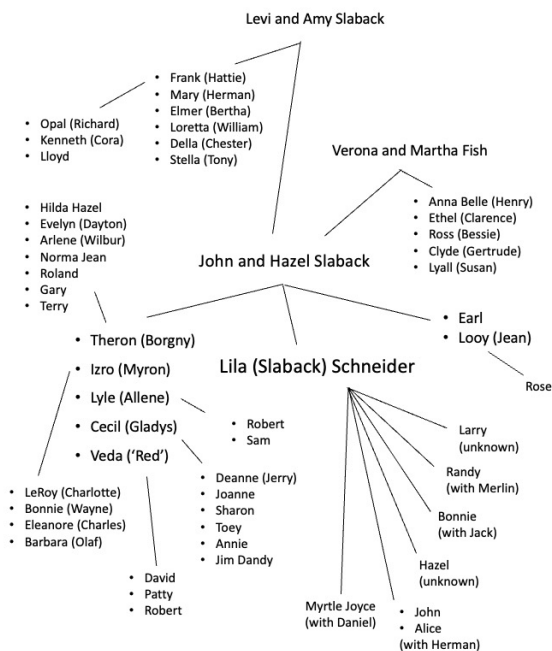 Levi and Amy Slaback
• Frank (Hattie)
• Mary (Herman)
• Elmer (Bertha)
• Loretta (William)
• Della (Chester)
• Stella (Tony)
• Opal (Richard)
• Kenneth (Cora)
• Lloyd
Verona and Martha Fish
• Anna Belle (Henry)
• Ethel (Clarence)
• Ross (Bessie)
• Clyde (Gertrude)
• Lyall (Susan)
• Hilda Hazel
• Evelyn (Dayton)
• Arlene (Wilbur)
• Norma Jean
• Roland
• Gary
• Terry
John and Hazel Slaback
• Theron (Borgny)
• Izro (Myron)
• Lyle (Allene)
• Cecil (Gladys)
• Veda (‘Red’)
Lila (Slaback) Schneider
• Earl
• Looy (Jean)
Rose
• Robert
• Sam
• LeRoy (Charlotte)
• Bonnie (Wayne)
• Eleanore (Charles)
• Barbara (Olaf)
• Deanne (Jerry)
• Joanne
• Sharon
• Toey
• Annie
• Jim Dandy
• David
• Patty
• Robert
Larry
(unknown)
Randy
(with Merlin)
Bonnie
(with Jack)
Hazel
(unknown)
Myrtle Joyce
(with Daniel)
• John
• Alice
(with Herman)